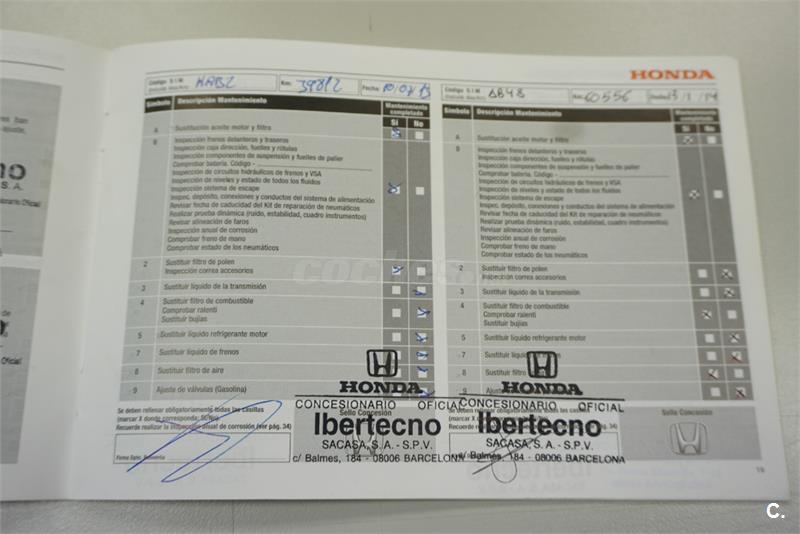 HONDA
Código S.I.M. KAB2 Km: 39812 Fecha: 10/07/13
Símbolo Descripción Mantenimiento Mantenimiento completado
Sí No
A Sustitución aceite motor y filtro
B Inspección frenos delanteros y traseros
Inspección caja dirección, fuelles y rótulas
Inspección componentes de suspensión y fuelles de palier
Comprobar batería. Código -
Inspección de circuitos hidráulicos de frenos y VSA
Inspección de niveles y estado de todos los fluidos
Inspección sistema de escape
Inspec. depósito, conexiones y conductos del sistema de alimentación
Revisar fecha de caducidad del Kit de reparación de neumáticos
Realizar prueba dinámica (ruido, estabilidad, cuadro instrumentos)
Revisar alineación de faros
Inspección anual de corrosión
Comprobar freno de mano
Comprobar estado de los neumáticos
2 Sustituir filtro de polen
Inspección correa accesorios
3 Sustituir líquido de la transmisión
4 Sustituir filtro de combustible
Comprobar ralentí
Sustituir bujías
5 Sustituir líquido refrigerante motor
7 Sustituir líquido de frenos
8 Sustituir filtro de aire
9 Ajuste de válvulas (Gasolina)
Se deben rellenar obligatoriamente todas las casillas
(marcar X donde corresponda: SI/No)
Recuerde realizar la inspección anual de corrosión (ver pág. 34)
Sello Concesión
HONDA
CONCESIONARIO OFICIAL
Ibertecno
SACASA, S.A. - S.P.V.
c/ Balmes, 184 - 08006 BARCELONA
Código S.I.M. Km: 60556
Símbolo Descripción Mantenimiento Mantenimiento completado
Sí No
A Sustitución aceite motor y filtro
B Inspección frenos delanteros y traseros
Inspección caja dirección, fuelles y rótulas
Inspección componentes de suspensión y fuelles de palier
Comprobar batería. Código -
Inspección de circuitos hidráulicos de frenos y VSA
Inspección de niveles y estado de todos los fluidos
Inspección sistema de escape
Inspec. depósito, conexiones y conductos del sistema de alimentación
Revisar fecha de caducidad del Kit de reparación de neumáticos
Realizar prueba dinámica (ruido, estabilidad, cuadro instrumentos)
Revisar alineación de faros
Inspección anual de corrosión
Comprobar freno de mano
Comprobar estado de los neumáticos
2 Sustituir filtro de polen
Inspección correa accesorios
3 Sustituir líquido de la transmisión
4 Sustituir filtro de combustible
Comprobar ralentí
Sustituir bujías
5 Sustituir líquido refrigerante motor
7 Sustituir
8 Sustituir
9
Sello Concesión
HONDA
CONCESIONARIO OFICIAL
Ibertecno
SACASA, S.A. - S.P.V.
c/ Balmes, 184 - 08006 BARCELONA
19
C.